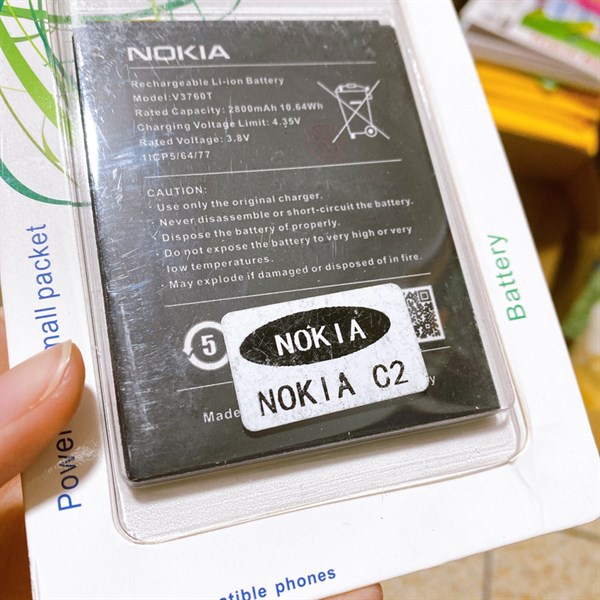 NOKIA
Rechargeable Li-ion Battery
Model:V3760T
Rated Capacity: 2800mAh 10.64Wh
Charging Voltage Limit: 4.35V
Rated Voltage: 3.8V
1ICP5/64/77
CAUTION:
Use only the original charger.
Never disassemble or short-circuit the battery.
Dispose the battery of properly.
Do not expose the battery to very high or very
low temperatures.
May explode if damaged or disposed of in fire.
5
NOKIA
NOKIA C2
Made
Battery
packet
phones